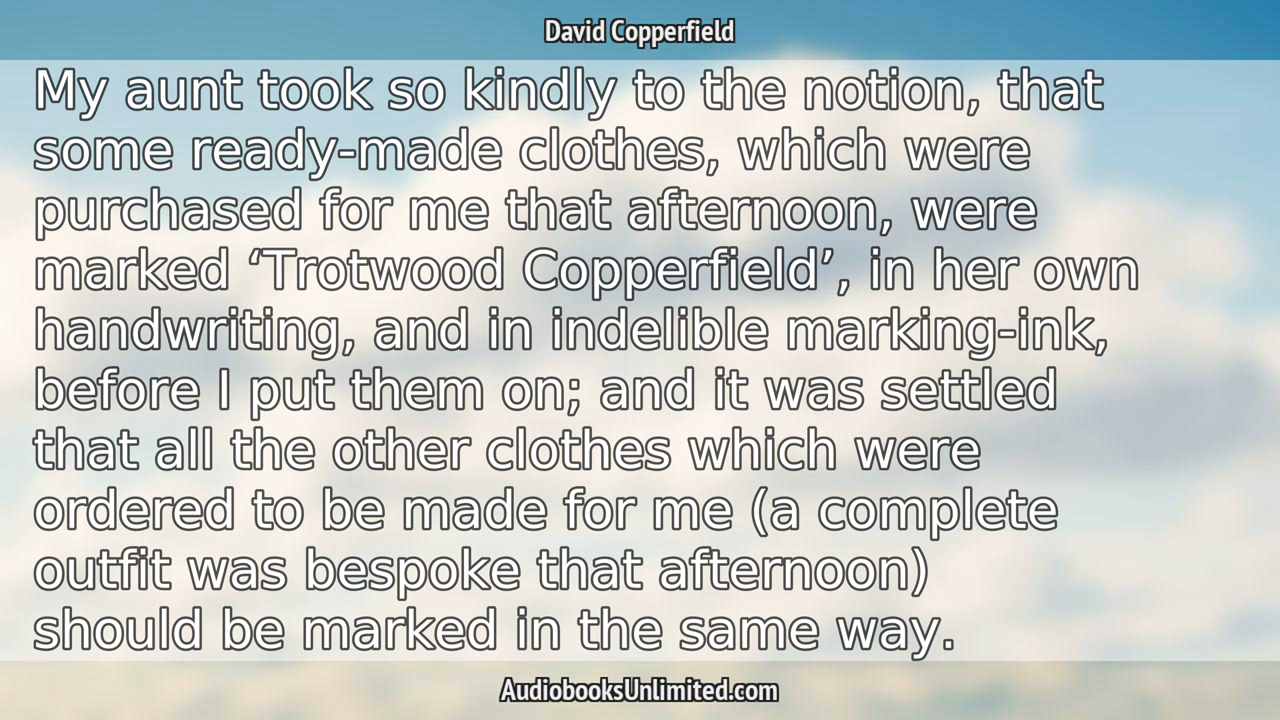 David Copperfield
My aunt took so kindly to the notion, that
some ready-made clothes, which were
purchased for me that afternoon, were
marked ‘Trotwood Copperfield’, in her own
handwriting, and in indelible marking-ink,
before I put them on; and it was settled
that all the other clothes which were
ordered to be made for me (a complete
outfit was bespoke that afternoon)
should be marked in the same way.
AudiobooksUnlimited.com